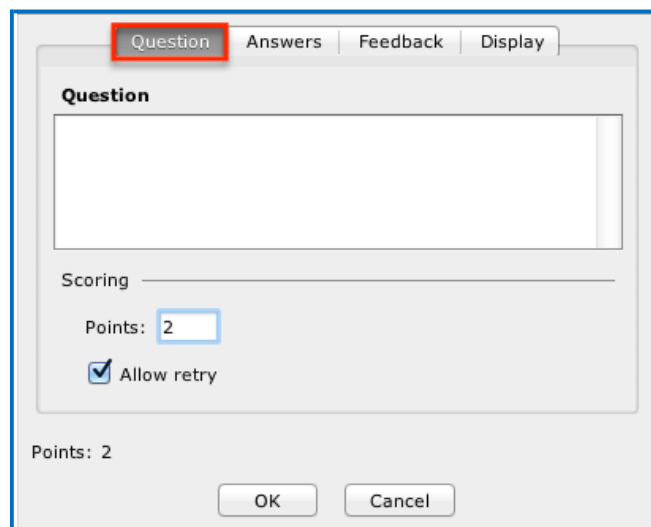 Question Answers Feedback Display
Question
Scoring
Points: 2
Allow retry
Points: 2
OK Cancel